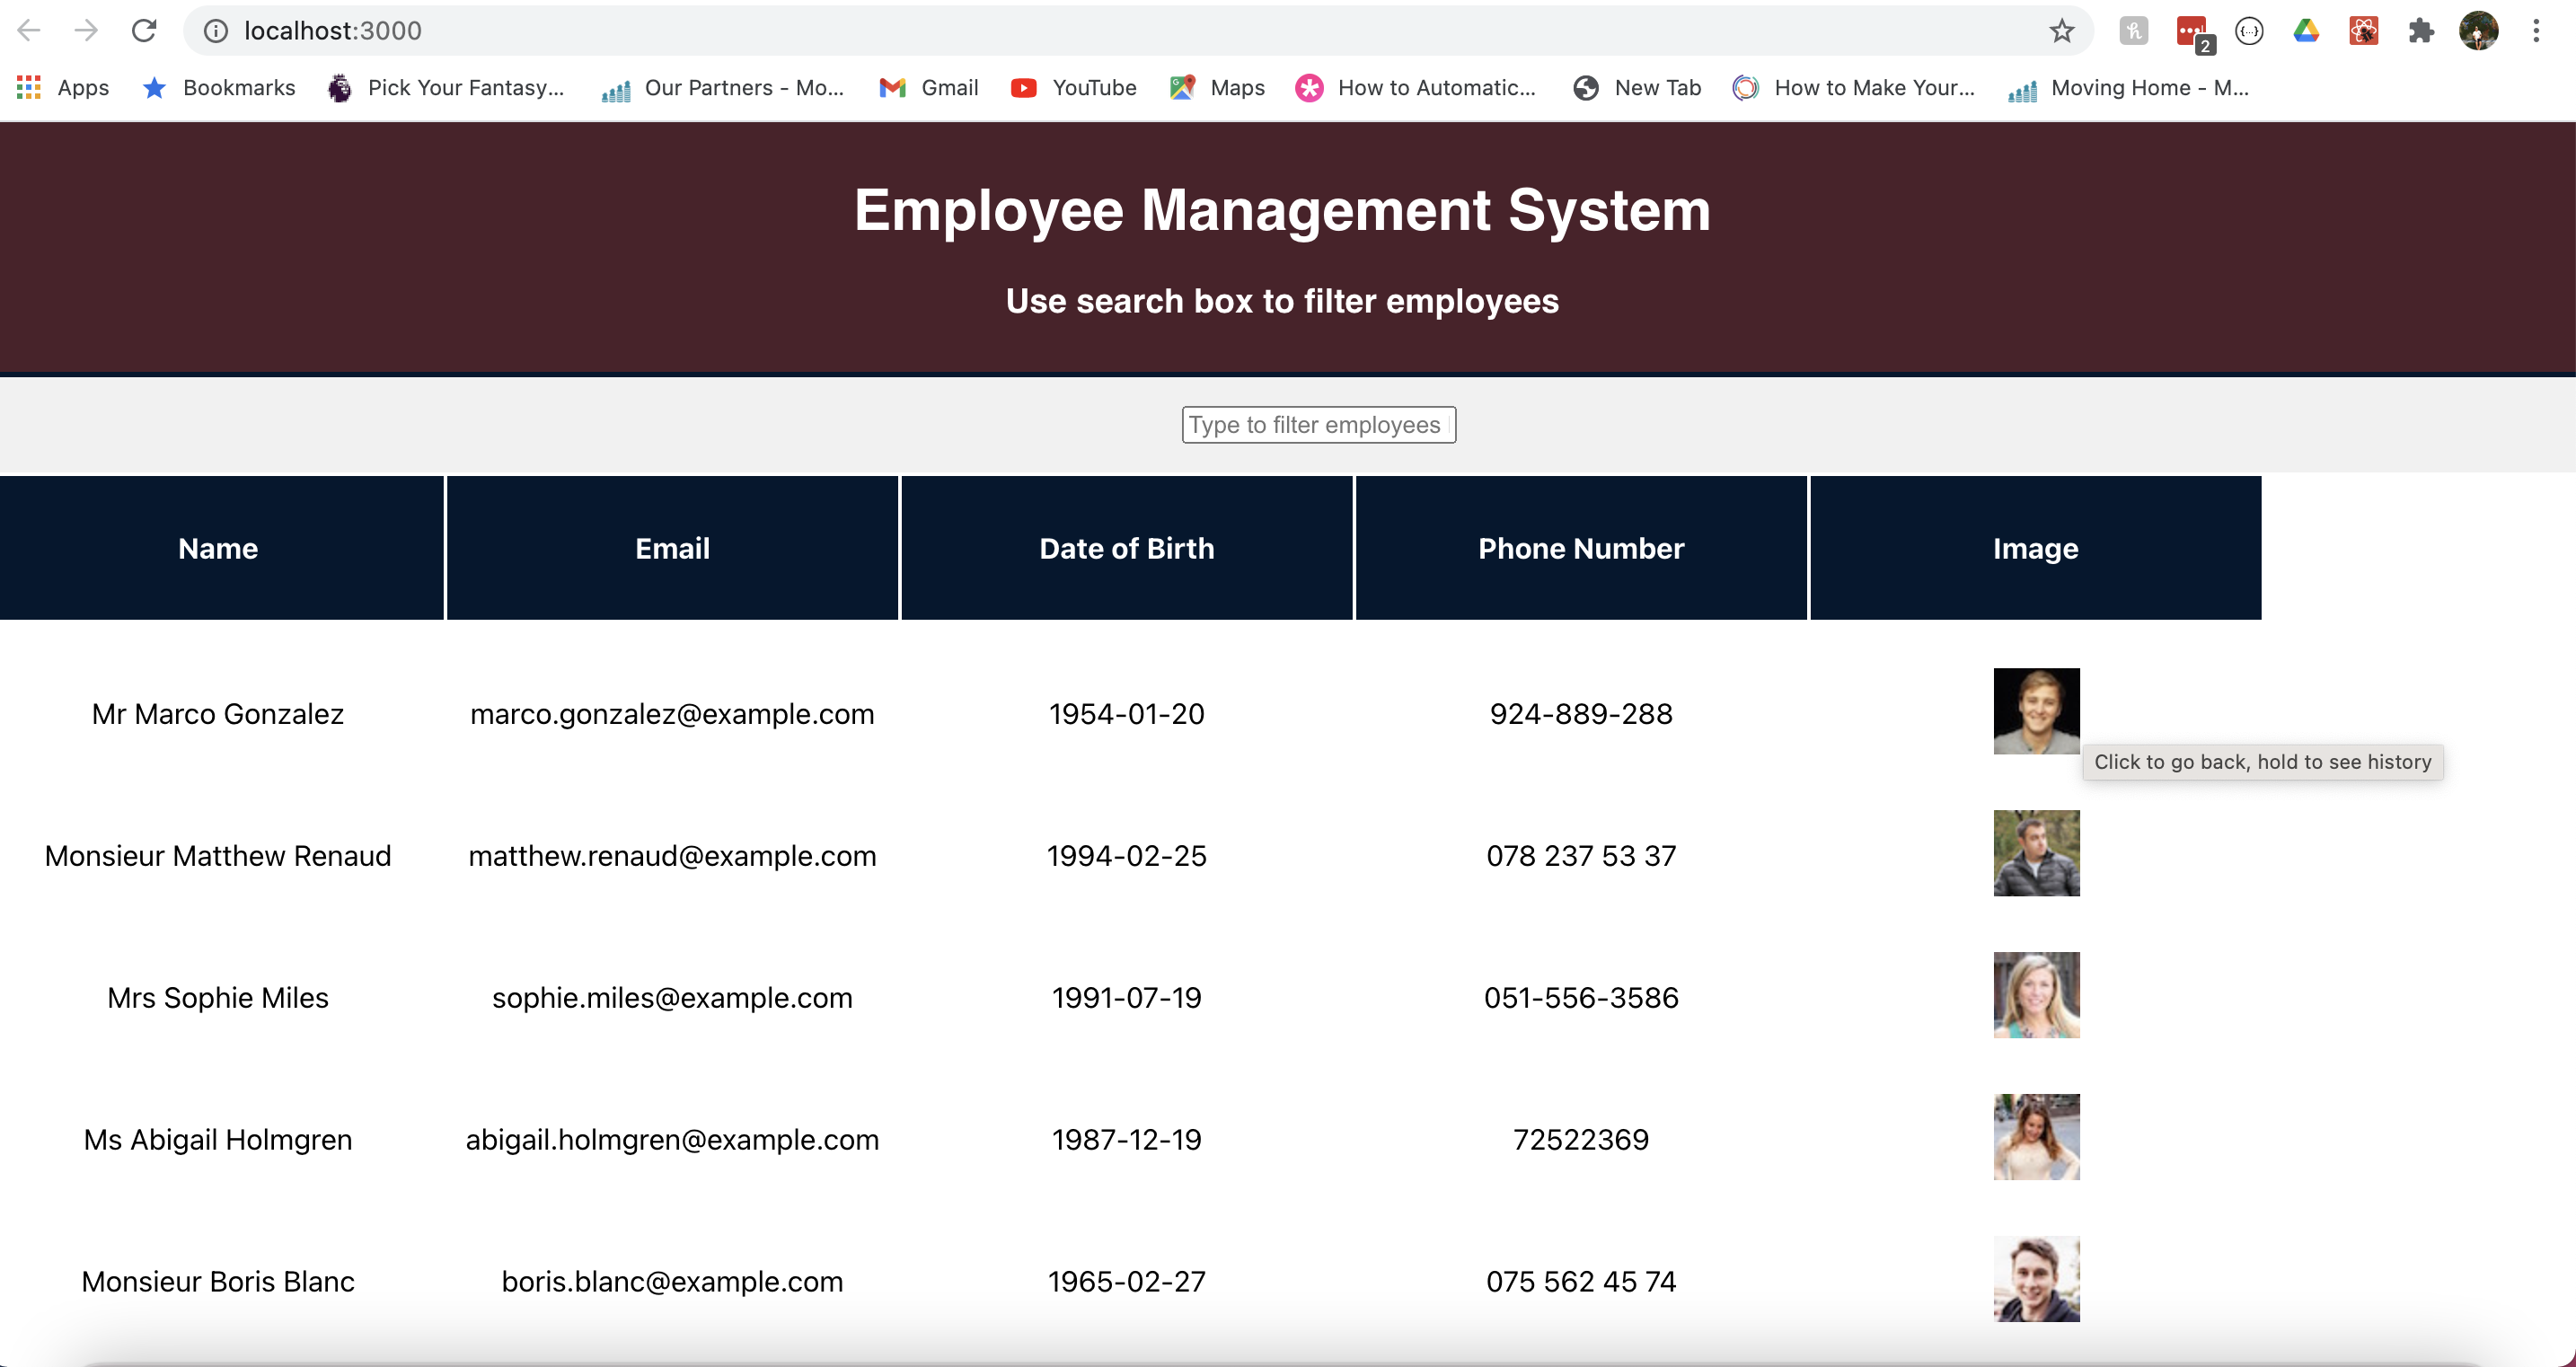 localhost:3000
2
Apps Bookmarks Pick Your Fantasy... Our Partners - Mo... Gmail YouTube Maps How to Automatic... New Tab How to Make Your... Moving Home - M...
Employee Management System
Use search box to filter employees
Type to filter employees
Name Email Date of Birth Phone Number Image
Mr Marco Gonzalez marco.gonzalez@example.com 1954-01-20 924-889-288
Click to go back, hold to see history
Monsieur Matthew Renaud matthew.renaud@example.com 1994-02-25 078 237 53 37
Mrs Sophie Miles sophie.miles@example.com 1991-07-19 051-556-3586
Ms Abigail Holmgren abigail.holmgren@example.com 1987-12-19 72522369
Monsieur Boris Blanc boris.blanc@example.com 1965-02-27 075 562 45 74